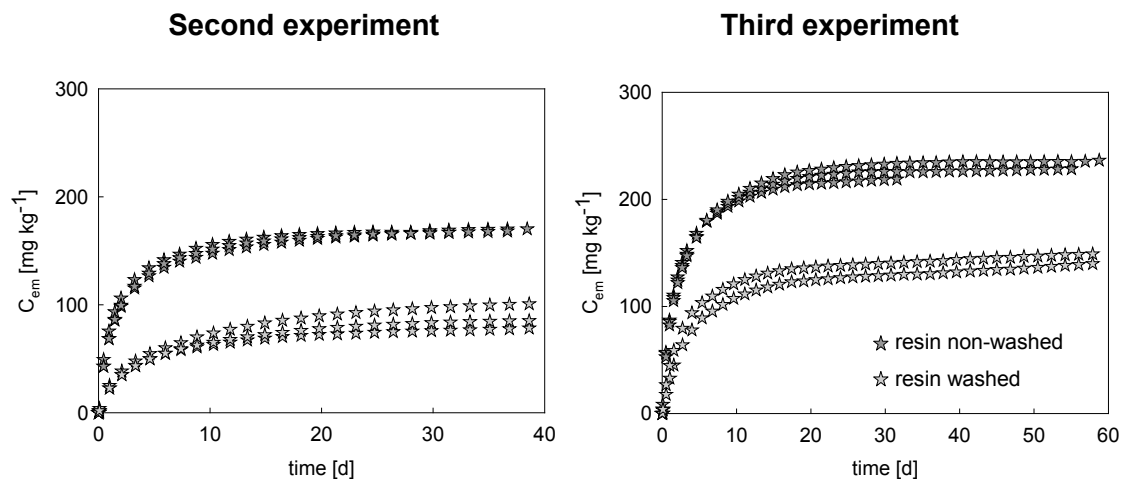 Second experiment
Third experiment
300
200
100
0
C_em [mg kg⁻¹]
0 10 20 30 40
time [d]
300
200
100
0
C_em [mg kg⁻¹]
0 10 20 30 40 50 60
time [d]
resin non-washed
resin washed